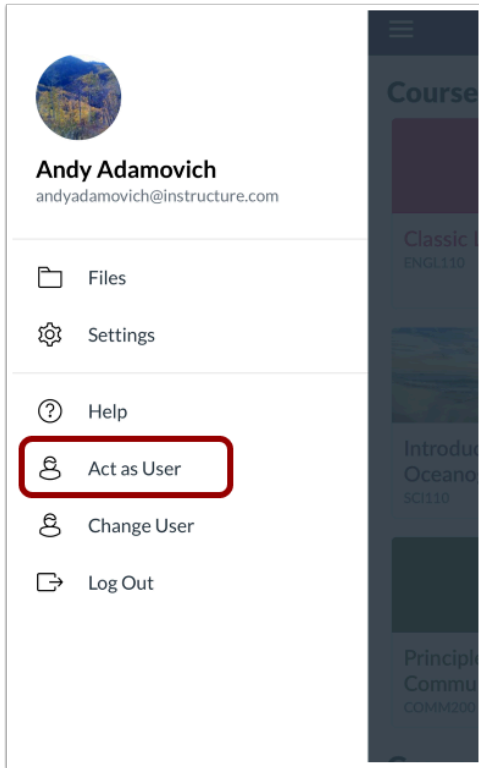 Andy Adamovich
andyadamovich@instructure.com
Files
Settings
Help
Act as User
Change User
Log Out
Course
Classic
ENGL110
Introduc
Oceano
SCI110
Principle
Commu
COMM200